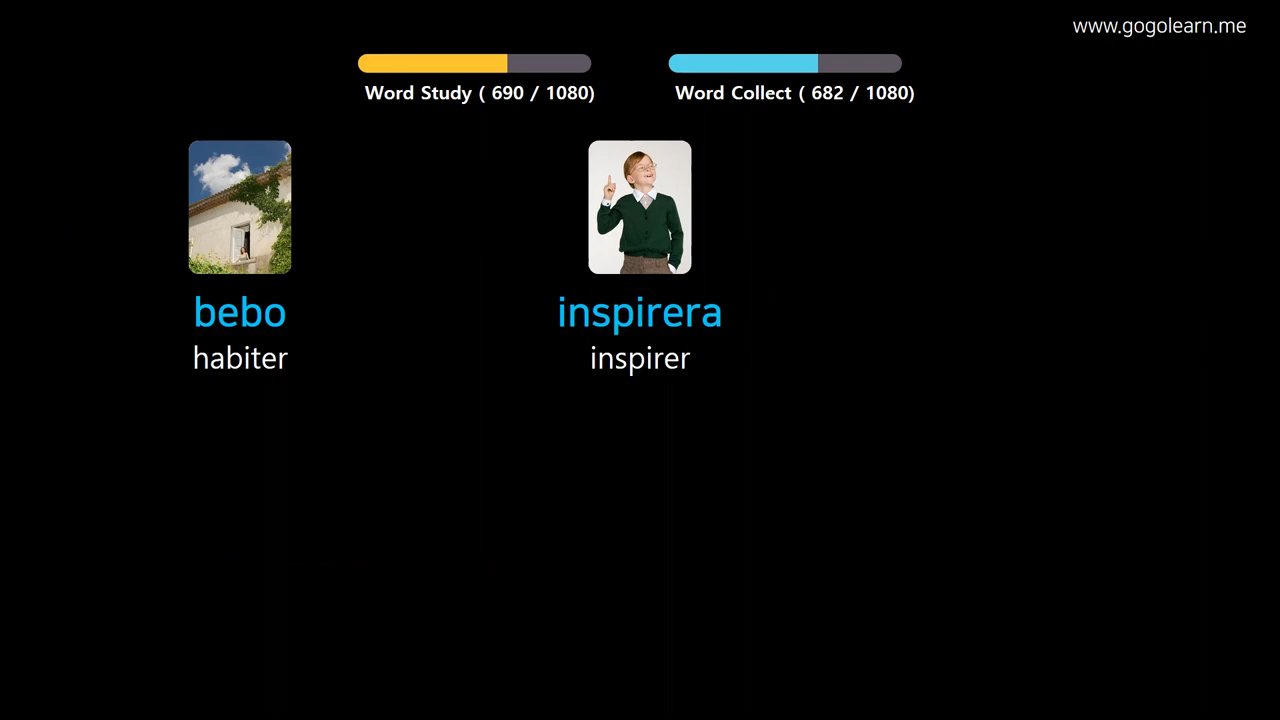 www.gogolearn.me
Word Study ( 690 / 1080)
Word Collect ( 682 / 1080)
bebo
inspirera
habiter
inspirer